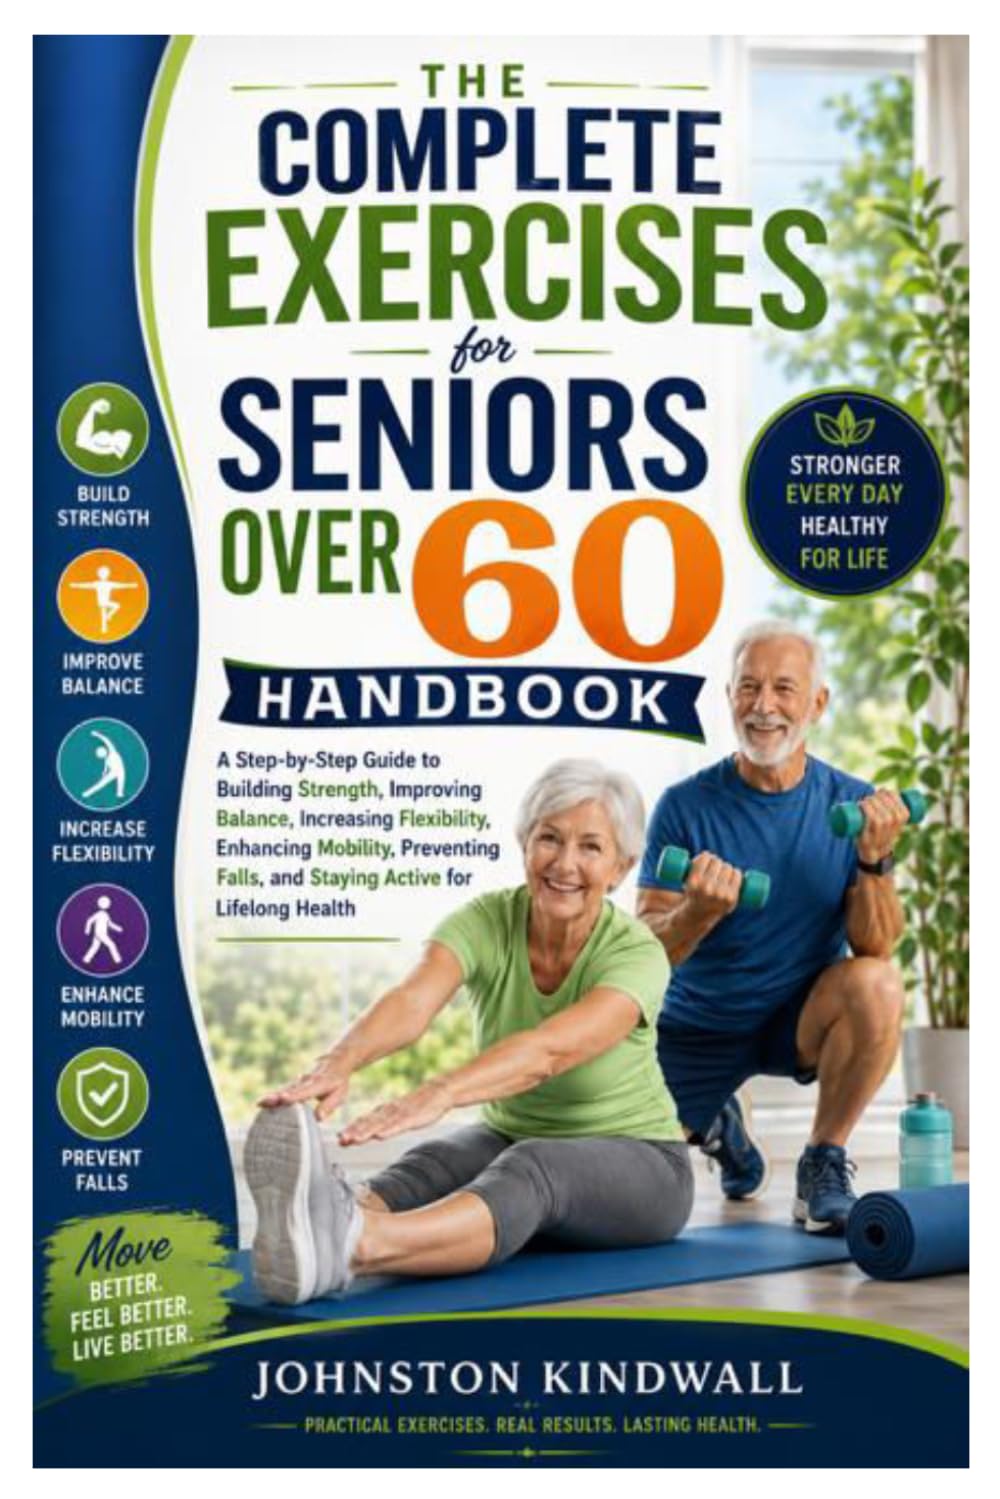 THE
COMPLETE
EXERCISES
for
SENIORS
OVER 60
HANDBOOK
A Step-by-Step Guide to
Building Strength, Improving
Balance, Increasing Flexibility,
Enhancing Mobility, Preventing
Falls, and Staying Active for
Lifelong Health
STRONGER
EVERY DAY
HEALTHY
FOR LIFE
BUILD
STRENGTH
IMPROVE
BALANCE
INCREASE
FLEXIBILITY
ENHANCE
MOBILITY
PREVENT
FALLS
Move
BETTER.
FEEL BETTER.
LIVE BETTER.
JOHNSTON KINDWALL
PRACTICAL EXERCISES. REAL RESULTS. LASTING HEALTH.